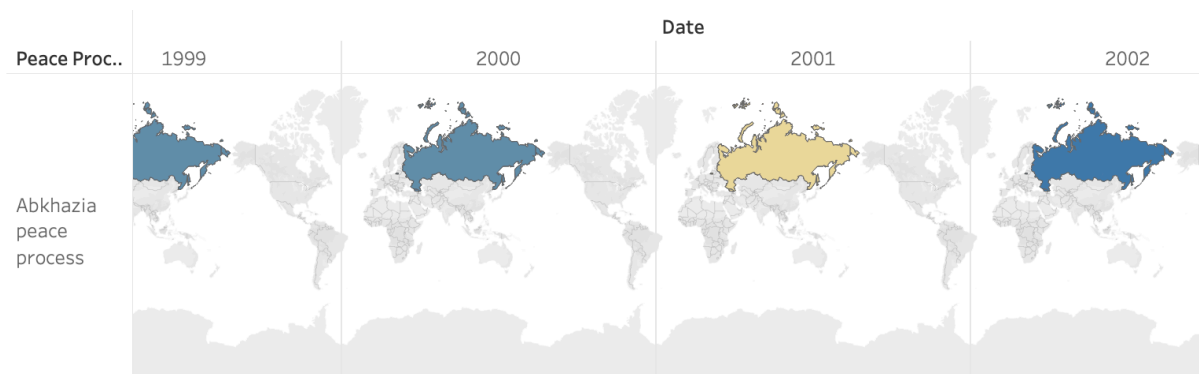 Date
Peace Proc..
1999
2000
2001
2002
Abkhazia
peace
process